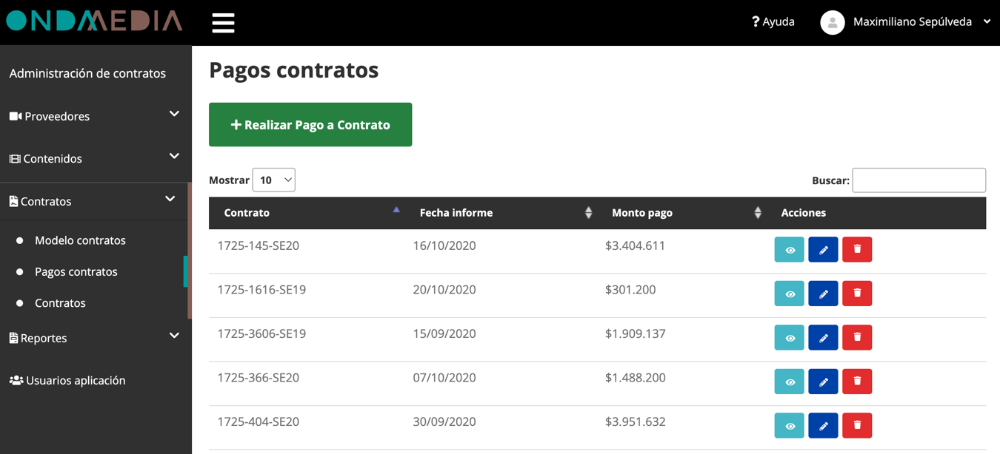 ONDAMEDIA
? Ayuda
Maximiliano Sepúlveda
Administración de contratos
Proveedores
Contenidos
Contratos
Modelo contratos
Pagos contratos
Contratos
Reportes
Usuarios aplicación
Pagos contratos
+ Realizar Pago a Contrato
Mostrar 10
Buscar:
Contrato Fecha informe Monto pago Acciones
1725-145-SE20 16/10/2020 $3.404.611
1725-1616-SE19 20/10/2020 $301.200
1725-3606-SE19 15/09/2020 $1.909.137
1725-366-SE20 07/10/2020 $1.488.200
1725-404-SE20 30/09/2020 $3.951.632